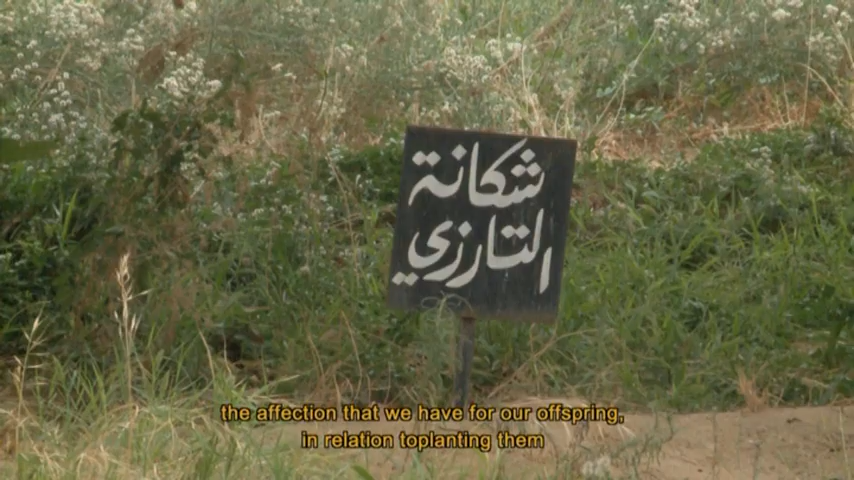 شكانة
التارزي
the affection that we have for our offspring,
in relation toplanting them